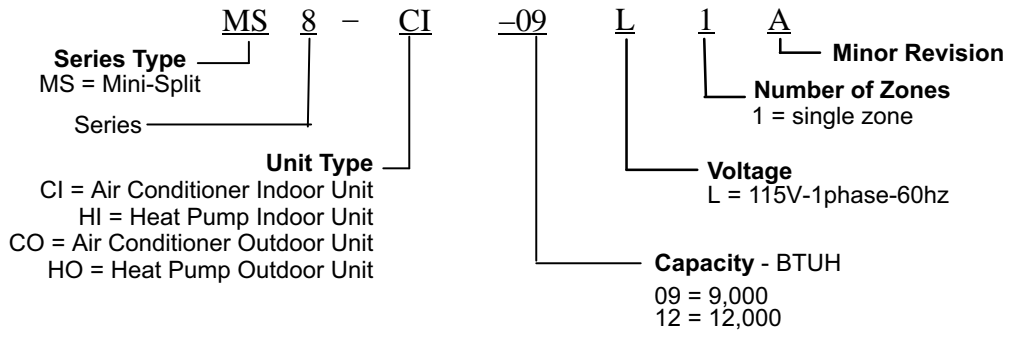 MS 8 – CI –09 L 1 A
Series Type
MS = Mini-Split
Series
Unit Type
CI = Air Conditioner Indoor Unit
HI = Heat Pump Indoor Unit
CO = Air Conditioner Outdoor Unit
HO = Heat Pump Outdoor Unit
Minor Revision
Number of Zones
1 = single zone
Voltage
L = 115V-1phase-60hz
Capacity - BTUH
09 = 9,000
12 = 12,000